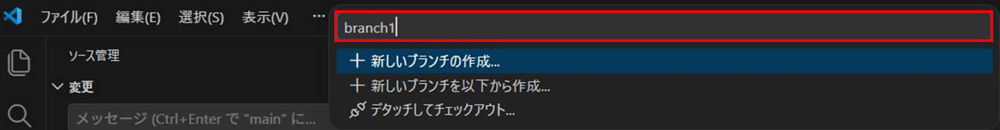 ファイル(F) 編集(E) 選択(S) 表示(V) …
branch1
ソース管理
新しいブランチの作成...
変更
新しいブランチを以下から作成...
メッセージ (Ctrl+Enter で "main" に...
デタッチしてチェックアウト...